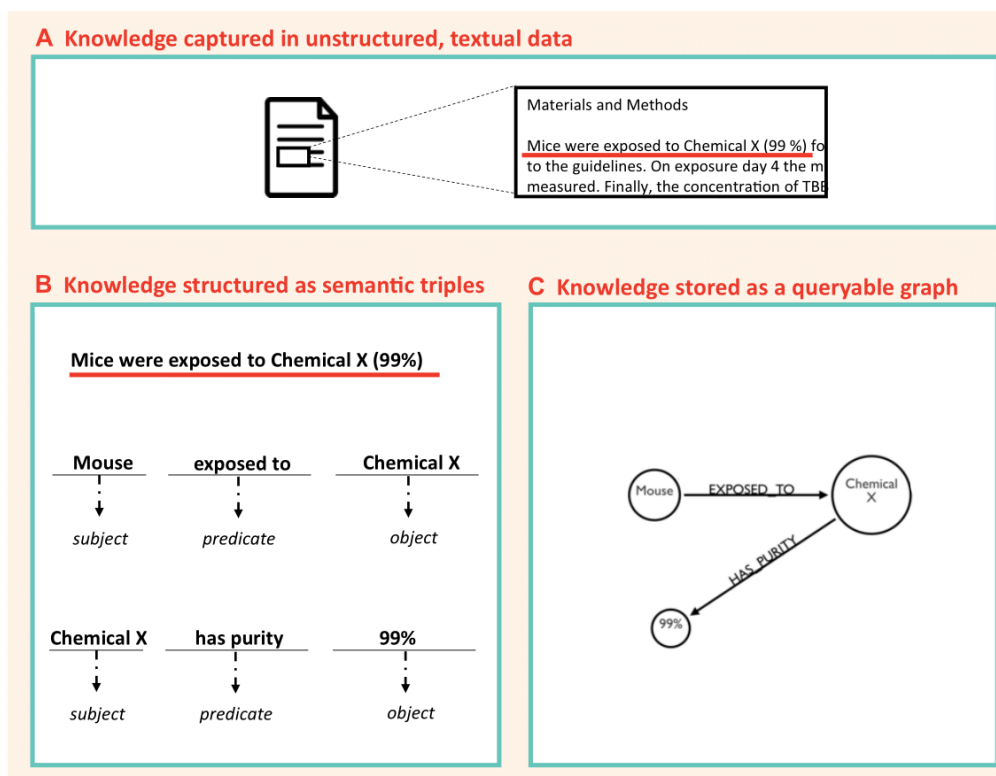 A Knowledge captured in unstructured, textual data
Materials and Methods
Mice were exposed to Chemical X (99 %) fo
to the guidelines. On exposure day 4 the m
measured. Finally, the concentration of TBB
B Knowledge structured as semantic triples
Mice were exposed to Chemical X (99%)
Mouse exposed to Chemical X
subject predicate object
Chemical X has purity 99%
subject predicate object
C Knowledge stored as a queryable graph
Mouse EXPOSED_TO Chemical
X
HAS_PURITY
99%